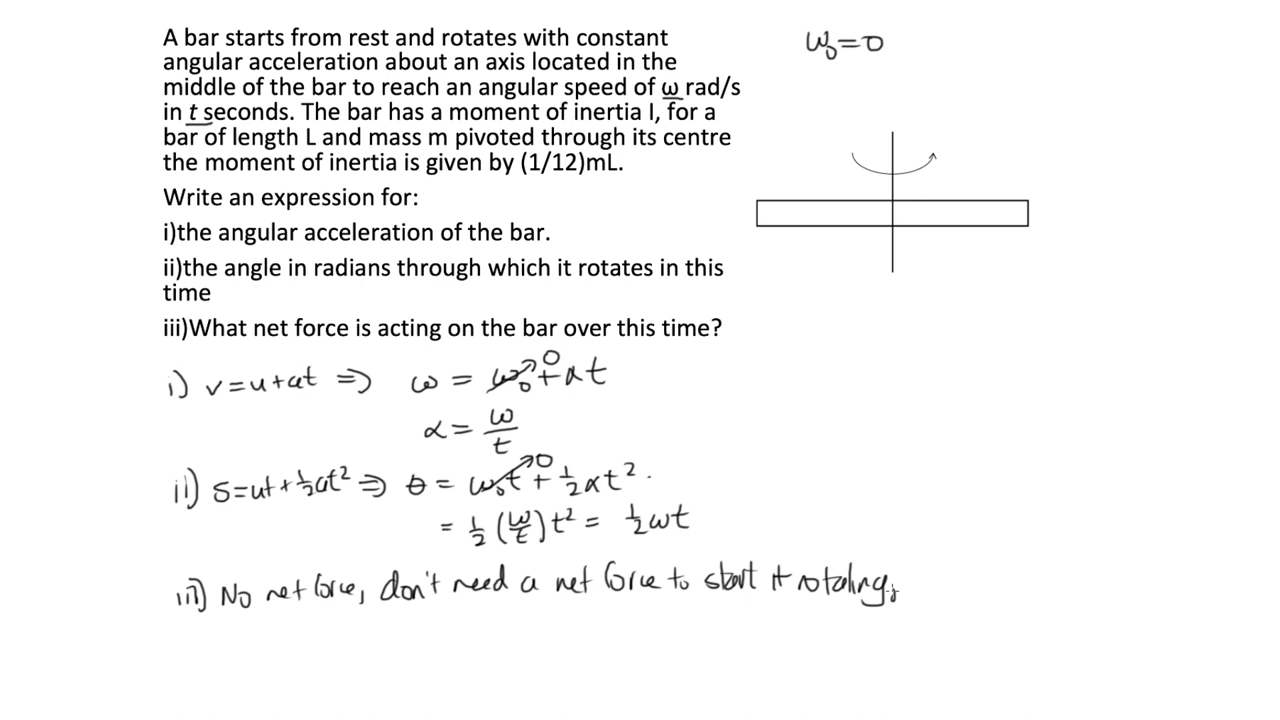 A bar starts from rest and rotates with constant
angular acceleration about an axis located in the
middle of the bar to reach an angular speed of ω rad/s
in t seconds. The bar has a moment of inertia I, for a
bar of length L and mass m pivoted through its centre
the moment of inertia is given by (1/12)mL.
Write an expression for:
i)the angular acceleration of the bar.
ii)the angle in radians through which it rotates in this
time
iii)What net force is acting on the bar over this time?
ω₀=0
i) v=u+at ⇒ ω = ω₀↗0 + αt
α = ω/t
ii) s=ut+½at² ⇒ θ = ω₀t↗0 + ½αt².
= ½(ω/t)t² = ½ωt
iii) No net force, don't need a net force to start it rotating,